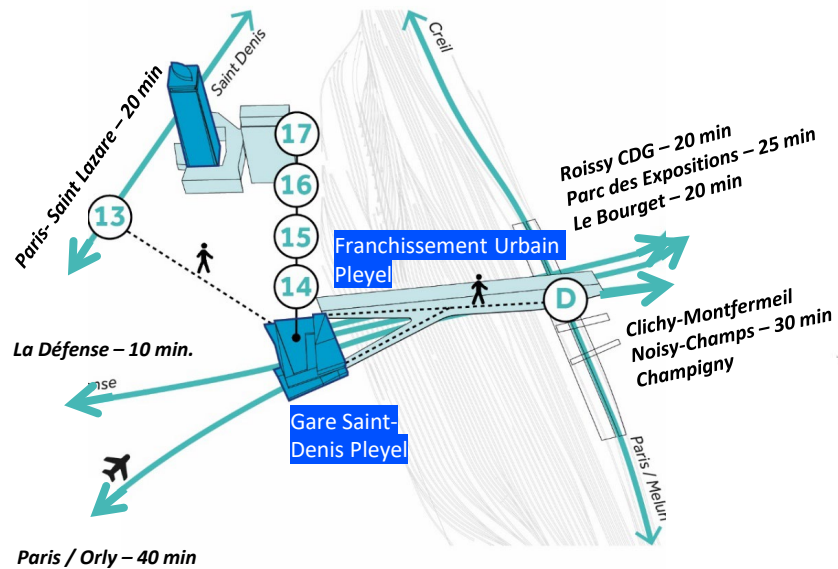 Saint Denis
Creil
Paris- Saint Lazare – 20 min
17
16
15
14
13
Roissy CDG – 20 min
Parc des Expositions – 25 min
Le Bourget – 20 min
Franchissement Urbain
Pleyel
D
Clichy-Montfermeil
Noisy-Champs – 30 min
Champigny
La Défense – 10 min.
Gare Saint-
Denis Pleyel
Paris / Melun
Paris / Orly – 40 min